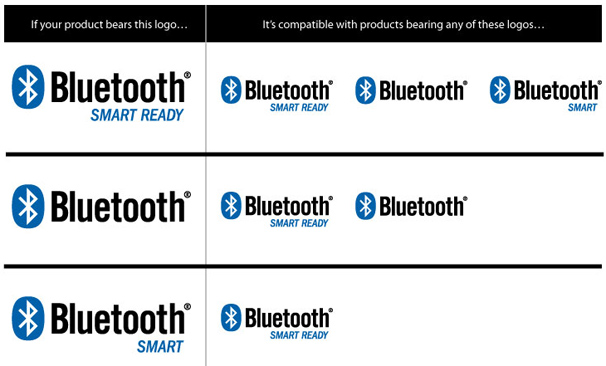 If your product bears this logo… It's compatible with products bearing any of these logos…
Bluetooth® Bluetooth® Bluetooth® Bluetooth®
SMART READY SMART READY SMART
Bluetooth® Bluetooth® Bluetooth®
SMART READY
Bluetooth® Bluetooth®
SMART SMART READY